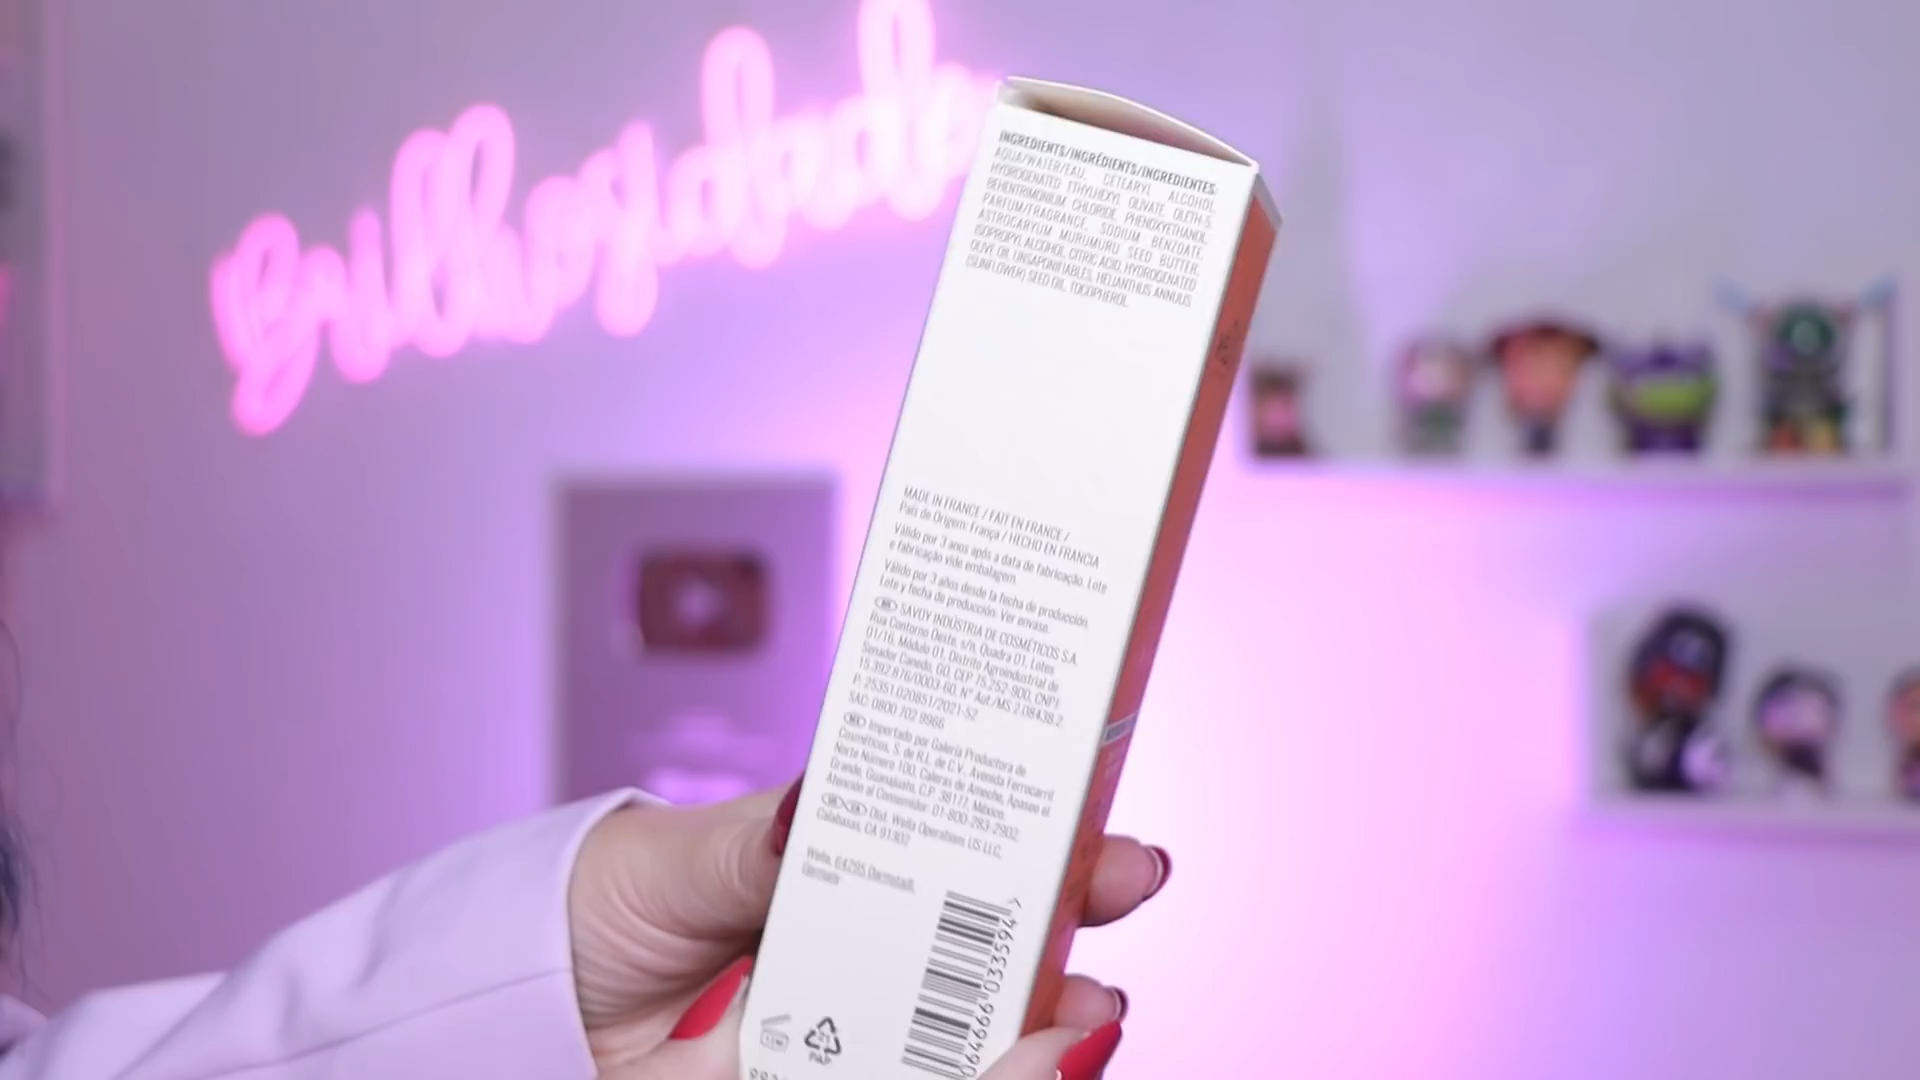 Brilhosidade
INGREDIENTS/INGRÉDIENTS/INGREDIENTES:
AQUA/WATER/EAU, CETEARYL ALCOHOL,
HYDROGENATED ETHYLHEXYL OLIVATE, OLETH-5,
BEHENTRIMONIUM CHLORIDE, PHENOXYETHANOL,
PARFUM/FRAGRANCE, SODIUM BENZOATE,
ASTROCARYUM MURUMURU SEED BUTTER,
ISOPROPYL ALCOHOL, CITRIC ACID, HYDROGENATED
OLIVE OIL UNSAPONIFIABLES, HELIANTHUS ANNUUS
(SUNFLOWER) SEED OIL, TOCOPHEROL.
MADE IN FRANCE / FAIT EN FRANCE /
País de Origem: França / HECHO EN FRANCIA
Válido por 3 anos após a data de fabricação. Lote
e fabricação vide embalagem.
Válido por 3 años desde la fecha de producción.
Lote y fecha de producción: Ver envase.
SAVOY INDÚSTRIA DE COSMÉTICOS S.A.
Rua Contorno Oeste, s/n, Quadra 01, Lotes
01/16, Módulo 01, Distrito Agroindustrial de
Senador Canedo, GO, CEP 75.252-900, CNPJ
15.392.876/0003-60, N° Aut./MS 2.08438.2,
P. 25351.020851/2021-52
SAC: 0800 702 9966
Importado por Galería Productora de
Cosméticos, S. de R.L. de C.V., Avenida Ferrocarril
Norte Número 100, Caleras de Ameche, Apaseo el
Grande, Guanajuato, C.P. 38177, México.
Atención al Consumidor: 01-800-283-2902.
Dist. Wella Operations US LLC,
Calabasas, CA 91302
Wella, 64295 Darmstadt,
Germany
064666 033594 >
21
PAP